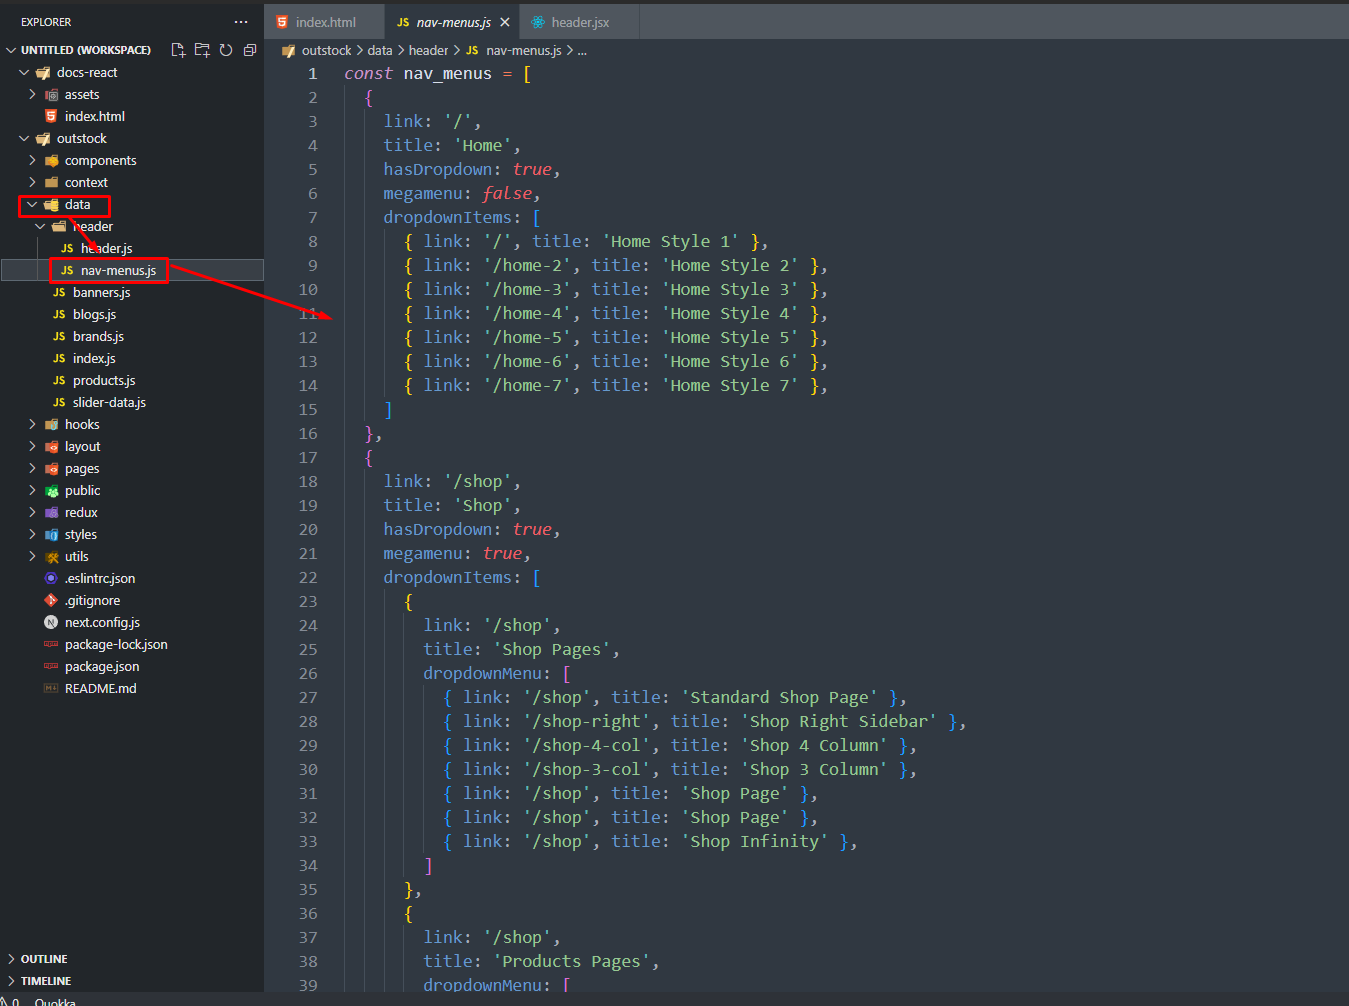 EXPLORER
···
UNTITLED (WORKSPACE)
docs-react
assets
index.html
outstock
components
context
data
header
JS header.js
JS nav-menus.js
JS banners.js
JS blogs.js
JS brands.js
JS index.js
JS products.js
JS slider-data.js
hooks
layout
pages
public
redux
styles
utils
.eslintrc.json
.gitignore
N next.config.js
package-lock.json
package.json
README.md
OUTLINE
TIMELINE
0 Quokka
5 index.html
JS nav-menus.js ×
header.jsx
outstock > data > header > JS nav-menus.js > ...
1 const nav_menus = [
2 {
3 link: '/',
4 title: 'Home',
5 hasDropdown: true,
6 megamenu: false,
7 dropdownItems: [
8 { link: '/', title: 'Home Style 1' },
9 { link: '/home-2', title: 'Home Style 2' },
10 { link: '/home-3', title: 'Home Style 3' },
11 { link: '/home-4', title: 'Home Style 4' },
12 { link: '/home-5', title: 'Home Style 5' },
13 { link: '/home-6', title: 'Home Style 6' },
14 { link: '/home-7', title: 'Home Style 7' },
15 ]
16 },
17 {
18 link: '/shop',
19 title: 'Shop',
20 hasDropdown: true,
21 megamenu: true,
22 dropdownItems: [
23 {
24 link: '/shop',
25 title: 'Shop Pages',
26 dropdownMenu: [
27 { link: '/shop', title: 'Standard Shop Page' },
28 { link: '/shop-right', title: 'Shop Right Sidebar' },
29 { link: '/shop-4-col', title: 'Shop 4 Column' },
30 { link: '/shop-3-col', title: 'Shop 3 Column' },
31 { link: '/shop', title: 'Shop Page' },
32 { link: '/shop', title: 'Shop Page' },
33 { link: '/shop', title: 'Shop Infinity' },
34 ]
35 },
36 {
37 link: '/shop',
38 title: 'Products Pages',
39 dropdownMenu: [